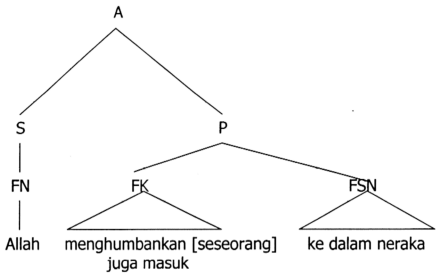 A
S P
FN FK FSN
Allah menghumbankan [seseorang] ke dalam neraka
juga masuk